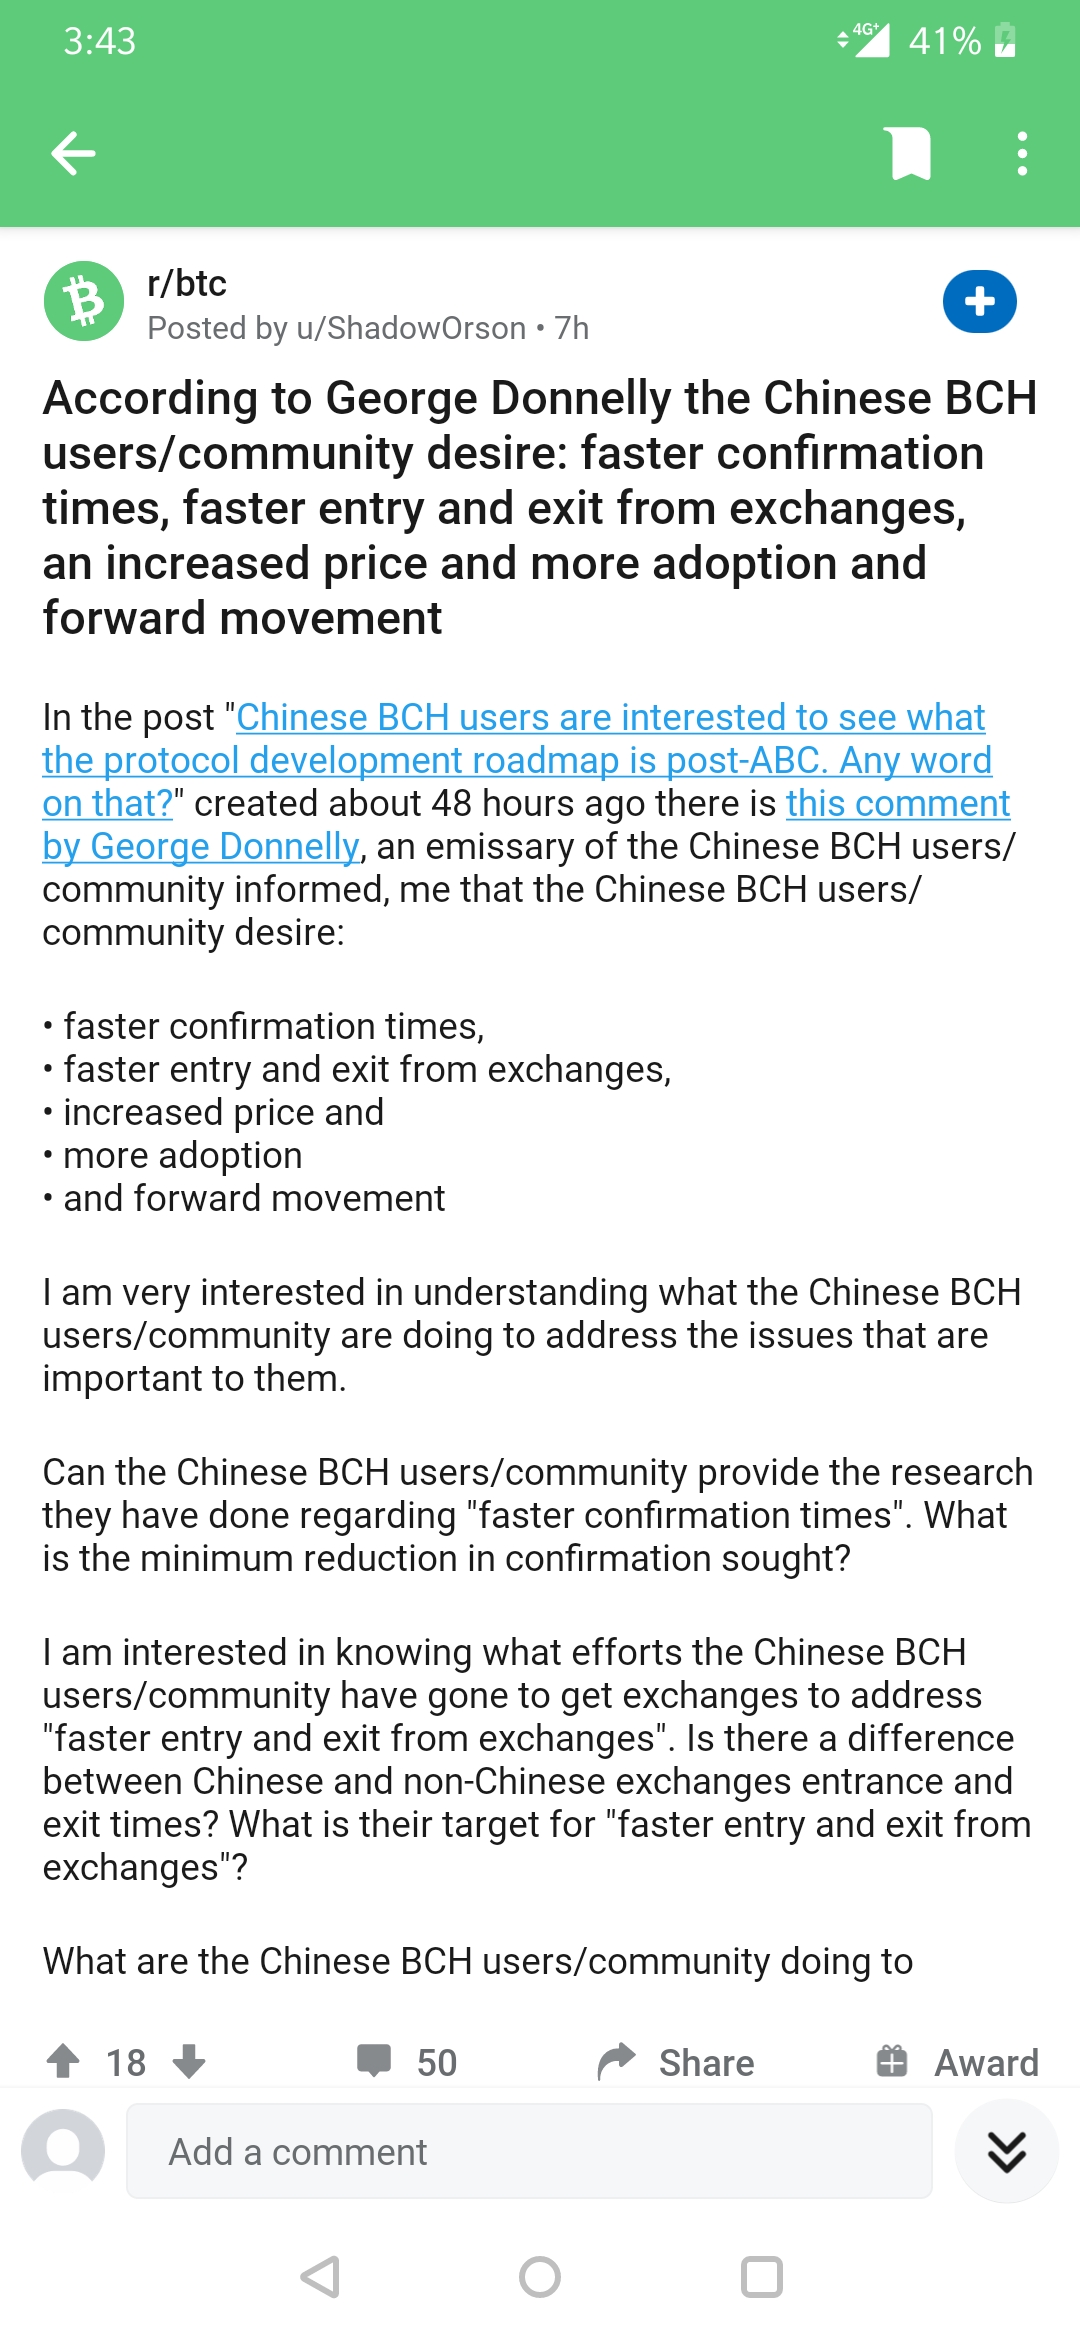 3:43
4G+ 41%
r/btc
Posted by u/ShadowOrson • 7h
According to George Donnelly the Chinese BCH
users/community desire: faster confirmation
times, faster entry and exit from exchanges,
an increased price and more adoption and
forward movement
In the post "Chinese BCH users are interested to see what
the protocol development roadmap is post-ABC. Any word
on that?" created about 48 hours ago there is this comment
by George Donnelly, an emissary of the Chinese BCH users/
community informed, me that the Chinese BCH users/
community desire:
• faster confirmation times,
• faster entry and exit from exchanges,
• increased price and
• more adoption
• and forward movement
I am very interested in understanding what the Chinese BCH
users/community are doing to address the issues that are
important to them.
Can the Chinese BCH users/community provide the research
they have done regarding "faster confirmation times". What
is the minimum reduction in confirmation sought?
I am interested in knowing what efforts the Chinese BCH
users/community have gone to get exchanges to address
"faster entry and exit from exchanges". Is there a difference
between Chinese and non-Chinese exchanges entrance and
exit times? What is their target for "faster entry and exit from
exchanges"?
What are the Chinese BCH users/community doing to
18 50 Share Award
Add a comment